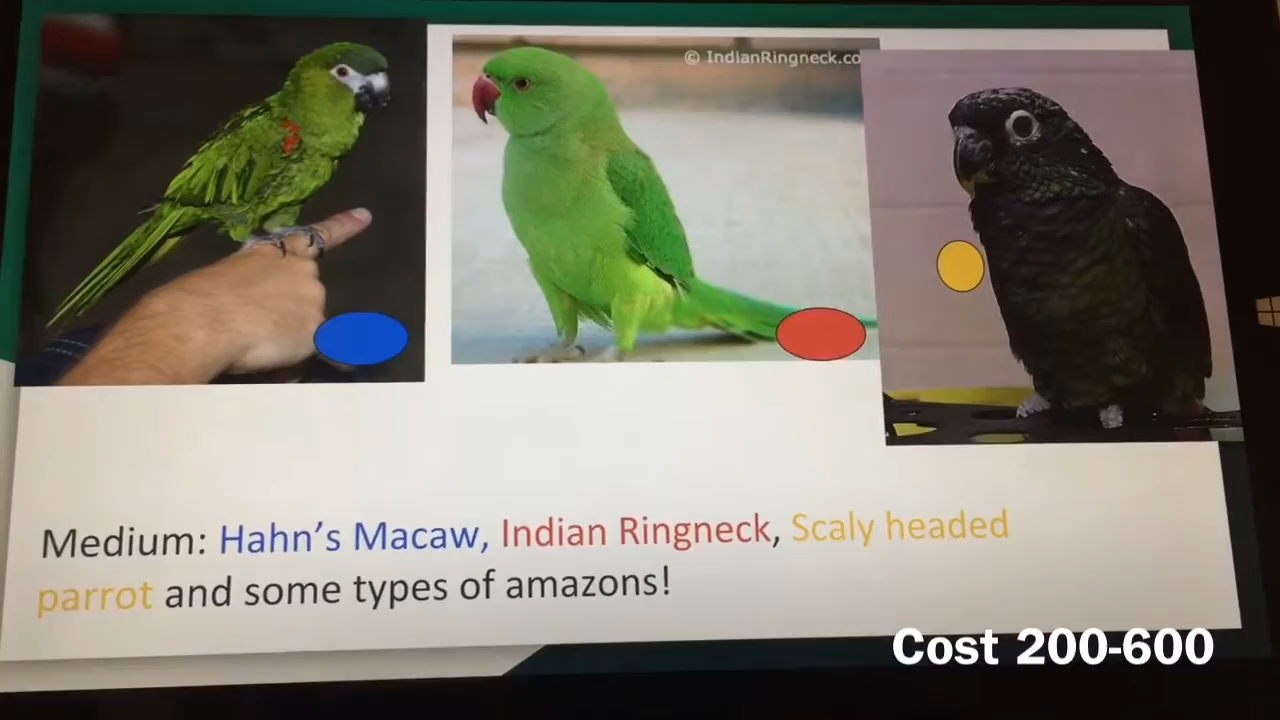 © IndianRingneck.co
Medium: Hahn's Macaw, Indian Ringneck, Scaly headed
parrot and some types of amazons!
Cost 200-600